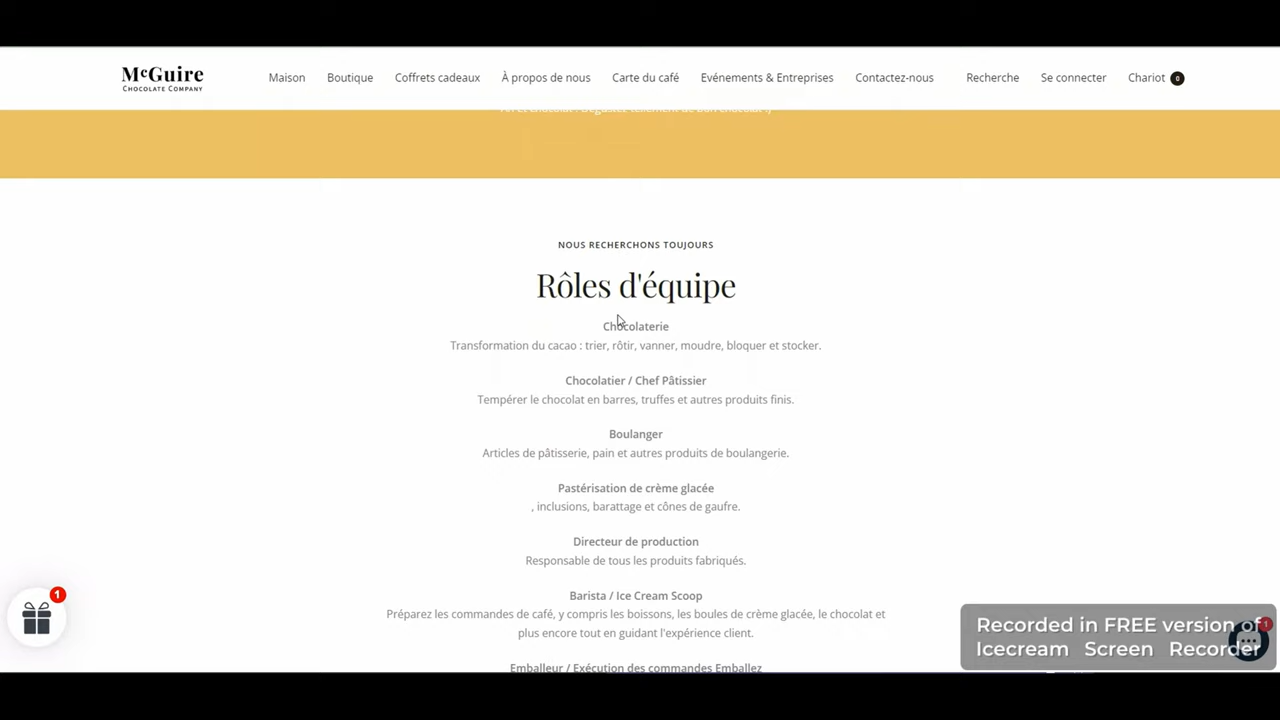 McGuire
CHOCOLATE COMPANY
Maison Boutique Coffrets cadeaux À propos de nous Carte du café Evénements & Entreprises Contactez-nous Recherche Se connecter Chariot 0
NOUS RECHERCHONS TOUJOURS
Rôles d'équipe
Chocolaterie
Transformation du cacao : trier, rôtir, vanner, moudre, bloquer et stocker.
Chocolatier / Chef Pâtissier
Tempérer le chocolat en barres, truffes et autres produits finis.
Boulanger
Articles de pâtisserie, pain et autres produits de boulangerie.
Pastérisation de crème glacée
, inclusions, barattage et cônes de gaufre.
Directeur de production
Responsable de tous les produits fabriqués.
Barista / Ice Cream Scoop
Préparez les commandes de café, y compris les boissons, les boules de crème glacée, le chocolat et
plus encore tout en guidant l'expérience client.
Emballeur / Exécution des commandes Emballez
1
Recorded in FREE version of
Icecream Screen Recorder
1